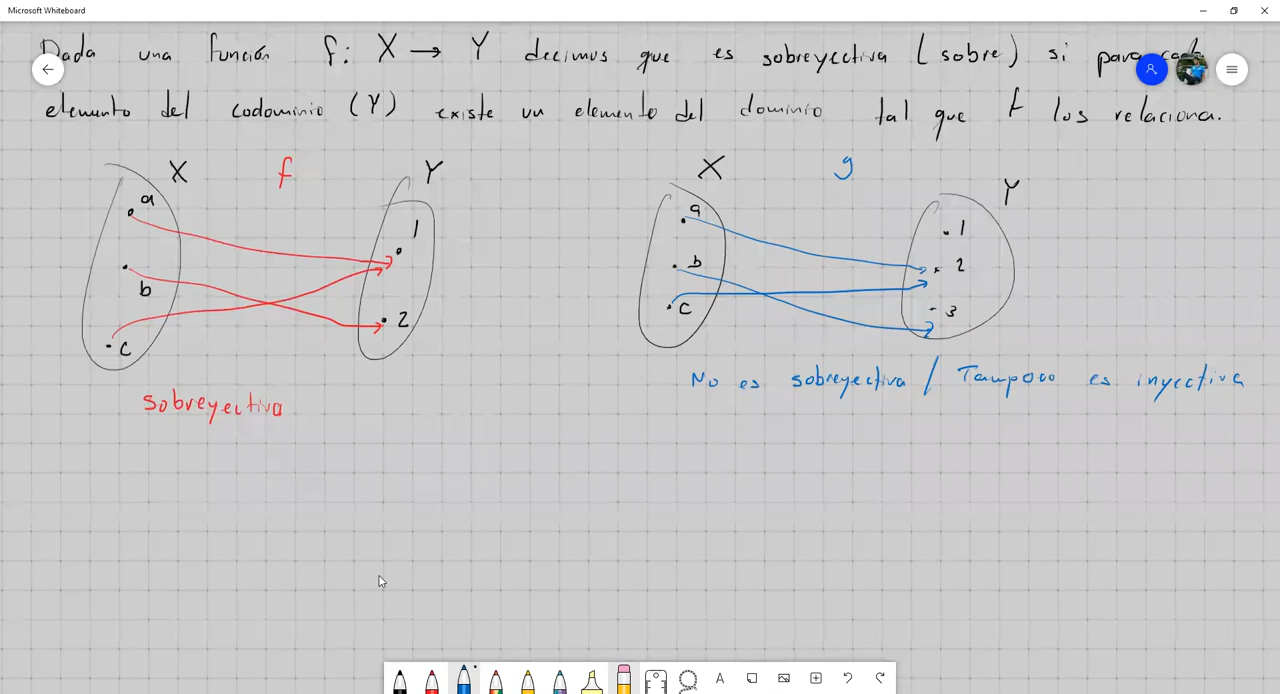 Microsoft Whiteboard
Dada una función f: X → Y decimos que es sobreyectiva (sobre) si para cada
elemento del codominio (Y) existe un elemento del dominio tal que f los relaciona.
X f Y
a
b
c
1
2
sobreyectiva
X g Y
a
b
c
1
2
3
No es sobreyectiva / Tampoco es inyectiva
A